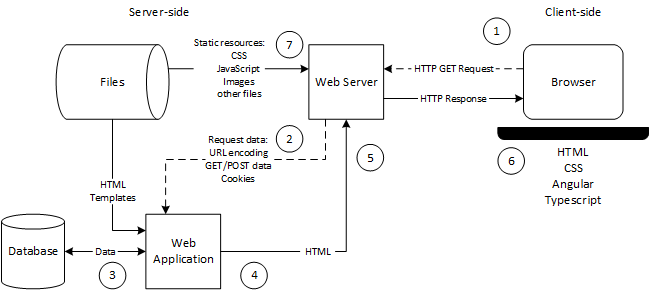 Server-side
Client-side
1
Static resources:
7
CSS
JavaScript
Images
other files
Files
Web Server
HTTP GET Request
HTTP Response
Browser
Request data:
2
URL encoding
GET/POST data
Cookies
5
6
HTML
CSS
Angular
Typescript
HTML
Templates
Database
Data
3
Web
Application
4
HTML